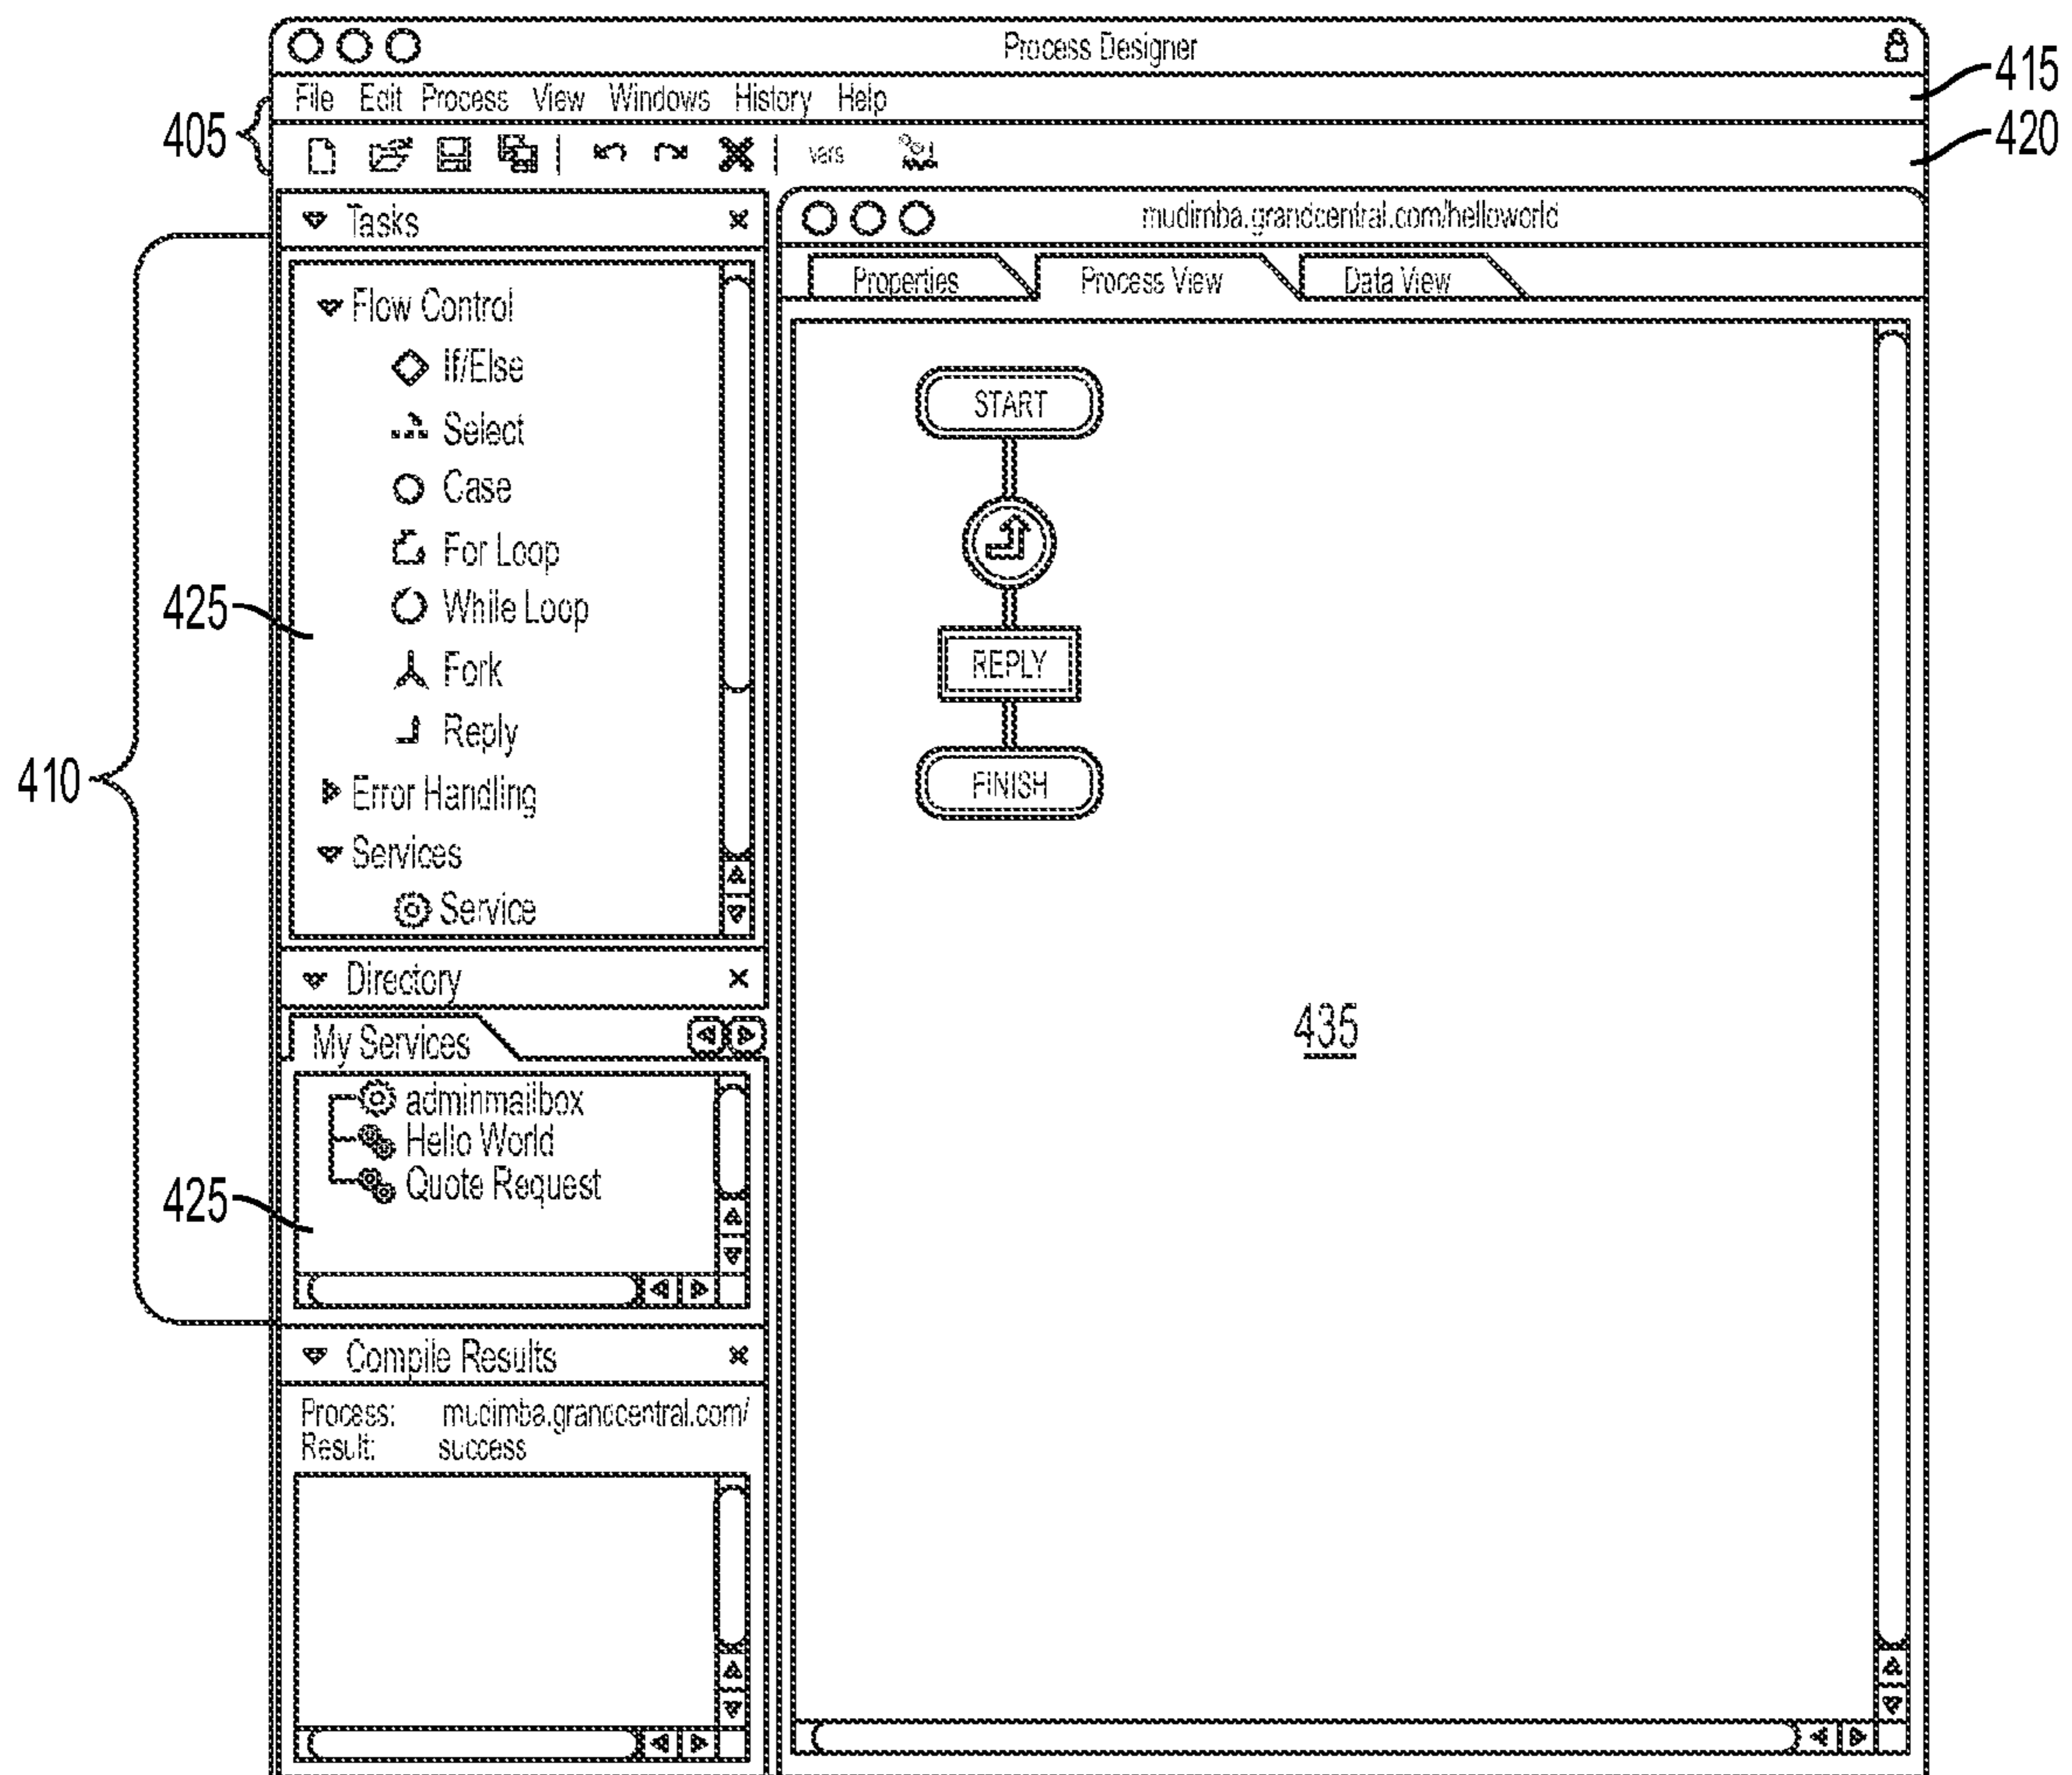 Process Designer
415
File Edit Process View Windows History Help
405
420
vars
Tasks
mudimba.grandcentral.com/helloworld
Properties Process View Data View
Flow Control
If/Else
Select
Case
For Loop
While Loop
Fork
Reply
Error Handling
Services
Service
425
410
START
REPLY
FINISH
435
Directory
My Services
adminmailbox
Hello World
Quote Request
425
Compile Results
Process: mudimba.grandcentral.com/
Result: success